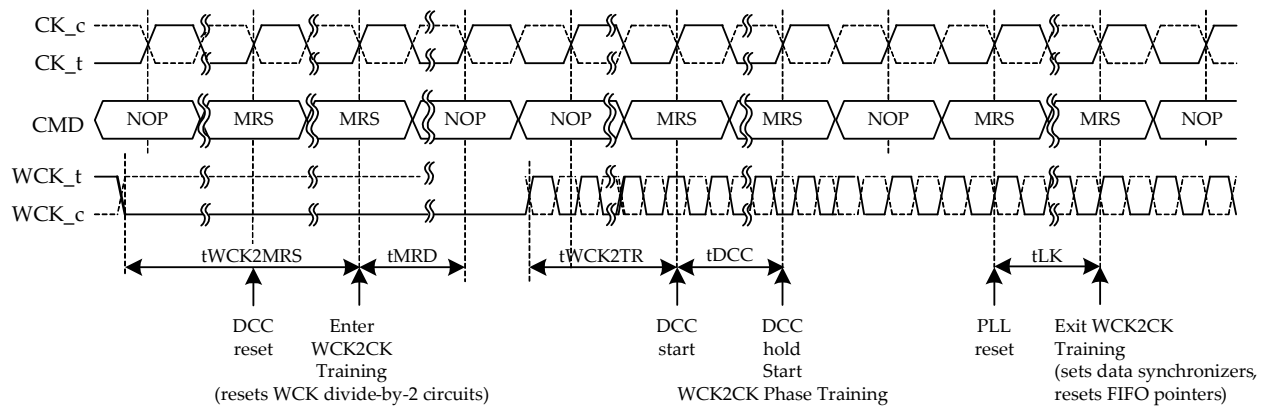 CK_c
CK_t
CMD
NOP MRS MRS NOP NOP MRS MRS NOP MRS MRS NOP
WCK_t
WCK_c
tWCK2MRS tMRD tWCK2TR tDCC tLK
DCC
reset
Enter
WCK2CK
Training
(resets WCK divide-by-2 circuits)
DCC
start
DCC
hold
Start
WCK2CK Phase Training
PLL
reset
Exit WCK2CK
Training
(sets data synchronizers,
resets FIFO pointers)